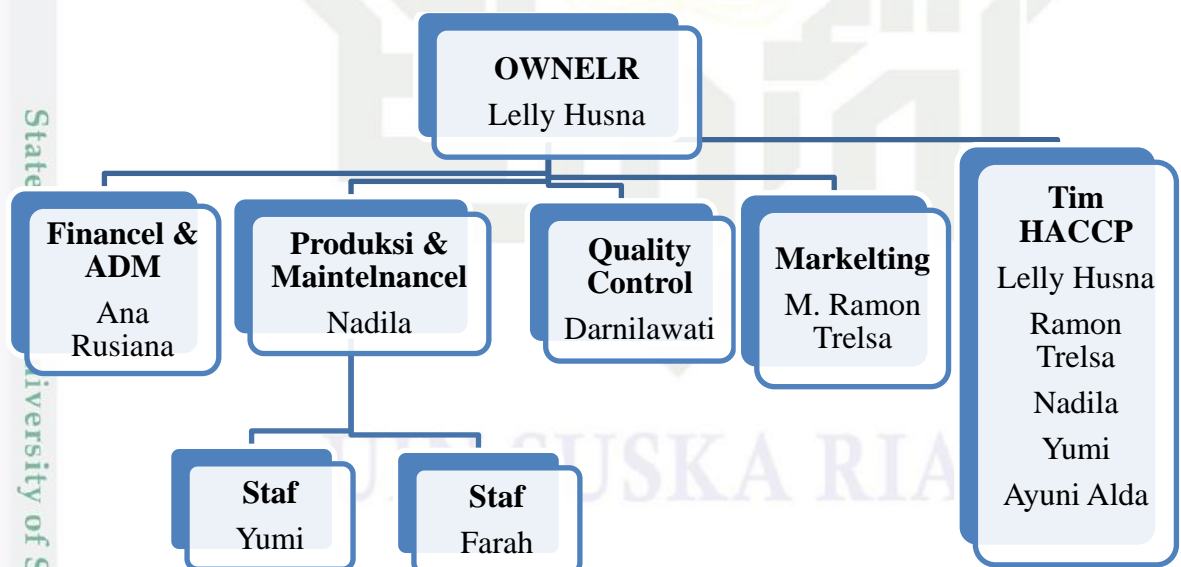 OWNELR
Lelly Husna
Financel &
ADM
Ana
Rusiana
Produksi &
Maintelnancel
Nadila
Quality
Control
Darnilawati
Markelting
M. Ramon
Trelsa
Tim
HACCP
Lelly Husna
Ramon
Trelsa
Nadila
Yumi
Ayuni Alda
Staf
Yumi
Staf
Farah
State
iversity of S
UIN SUSKA RIA